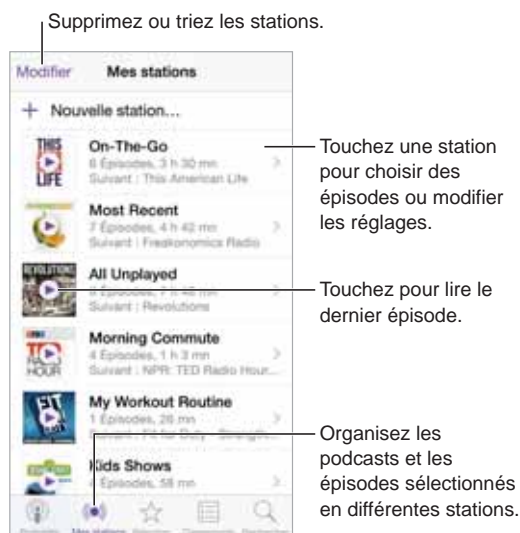 Supprimez ou triez les stations.
Modifier Mes stations
+ Nouvelle station...
THIS
LIFE
On-The-Go
6 Épisodes, 3 h 30 mn
Suivant : This American Life
Touchez une station
pour choisir des
épisodes ou modifier
les réglages.
Most Recent
7 Épisodes, 4 h 42 mn
Suivant : Freakonomics Radio
REVOLUTIONS
All Unplayed
Suivant : Revolutions
Touchez pour lire le
dernier épisode.
HOUR
Morning Commute
4 Épisodes, 1 h 3 mn
Suivant : NPR: TED Radio Hour...
My Workout Routine
1 Épisodes, 26 mn
Kids Shows
Épisodes, 58 mn
Organisez les
podcasts et les
épisodes sélectionnés
en différentes stations.
Mes stations